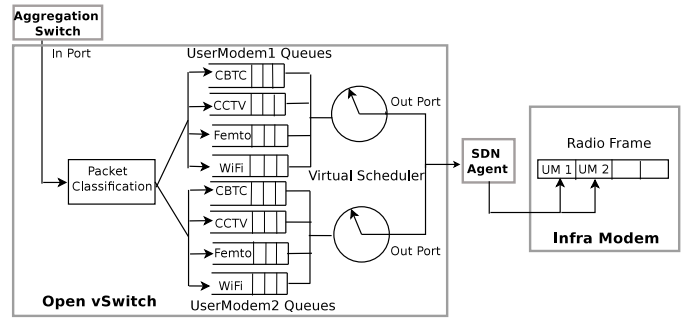 Aggregation
Switch
In Port
UserModem1 Queues
CBTC
CCTV
Femto
WiFi
Out Port
Packet
Classification
Virtual Scheduler
CBTC
CCTV
Femto
WiFi
Out Port
UserModem2 Queues
Open vSwitch
SDN
Agent
Radio Frame
UM 1
UM 2
Infra Modem